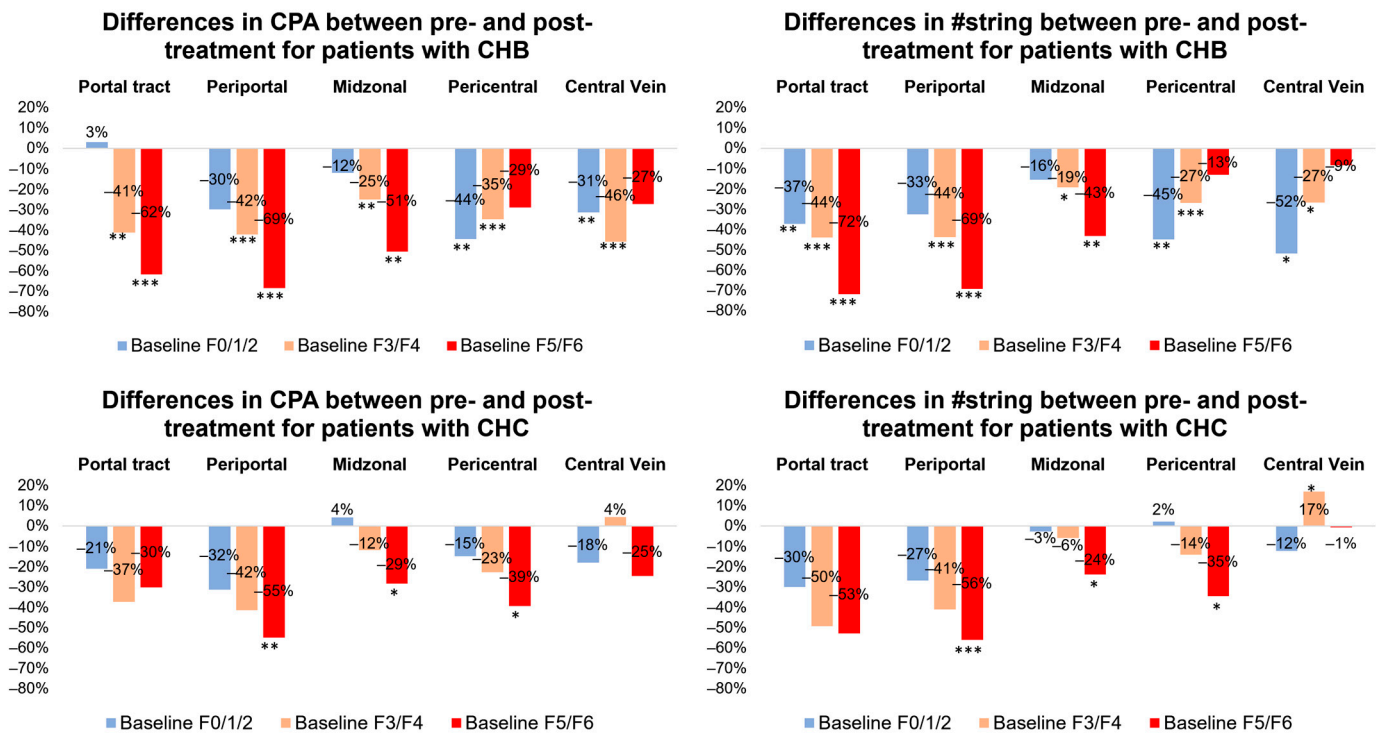 Differences in CPA between pre- and post-
treatment for patients with CHB
Portal tract Periportal Midzonal Pericentral Central Vein
20%
10%
0%
–10%
–20%
–30%
–40%
–50%
–60%
–70%
–80%
3% –41% –62% –30% –42% –69% –12% –25% –51% –44% –35% –29% –31% –46% –27%
** *** *** *** ** ** ** *** ** ***
Baseline F0/1/2 Baseline F3/F4 Baseline F5/F6
Differences in #string between pre- and post-
treatment for patients with CHB
Portal tract Periportal Midzonal Pericentral Central Vein
20%
10%
0%
–10%
–20%
–30%
–40%
–50%
–60%
–70%
–80%
–37% –44% –72% –33% –44% –69% –16% –19% –43% –45% –27% –13% –52% –27% –9%
** *** *** *** *** * ** ** *** * *
Baseline F0/1/2 Baseline F3/F4 Baseline F5/F6
Differences in CPA between pre- and post-
treatment for patients with CHC
Portal tract Periportal Midzonal Pericentral Central Vein
20%
10%
0%
–10%
–20%
–30%
–40%
–50%
–60%
–70%
–80%
–21% –37% –30% –32% –42% –55% 4% –12% –29% –15% –23% –39% –18% 4% –25%
** * *
Baseline F0/1/2 Baseline F3/F4 Baseline F5/F6
Differences in #string between pre- and post-
treatment for patients with CHC
Portal tract Periportal Midzonal Pericentral Central Vein
20%
10%
0%
–10%
–20%
–30%
–40%
–50%
–60%
–70%
–80%
–30% –50% –53% –27% –41% –56% –3% –6% –24% 2% –14% –35% –12% 17% –1%
*** * * *
Baseline F0/1/2 Baseline F3/F4 Baseline F5/F6